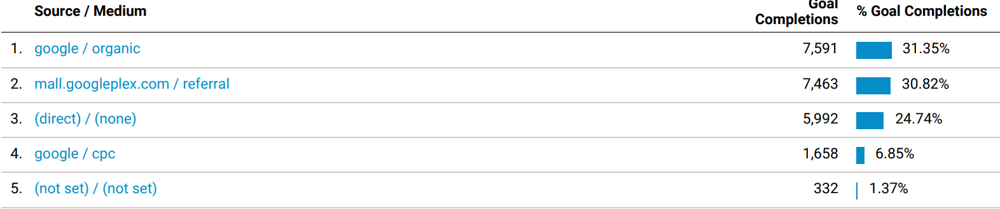 Source / Medium Goal Completions % Goal Completions
1. google / organic 7,591 31.35%
2. mall.googleplex.com / referral 7,463 30.82%
3. (direct) / (none) 5,992 24.74%
4. google / cpc 1,658 6.85%
5. (not set) / (not set) 332 1.37%